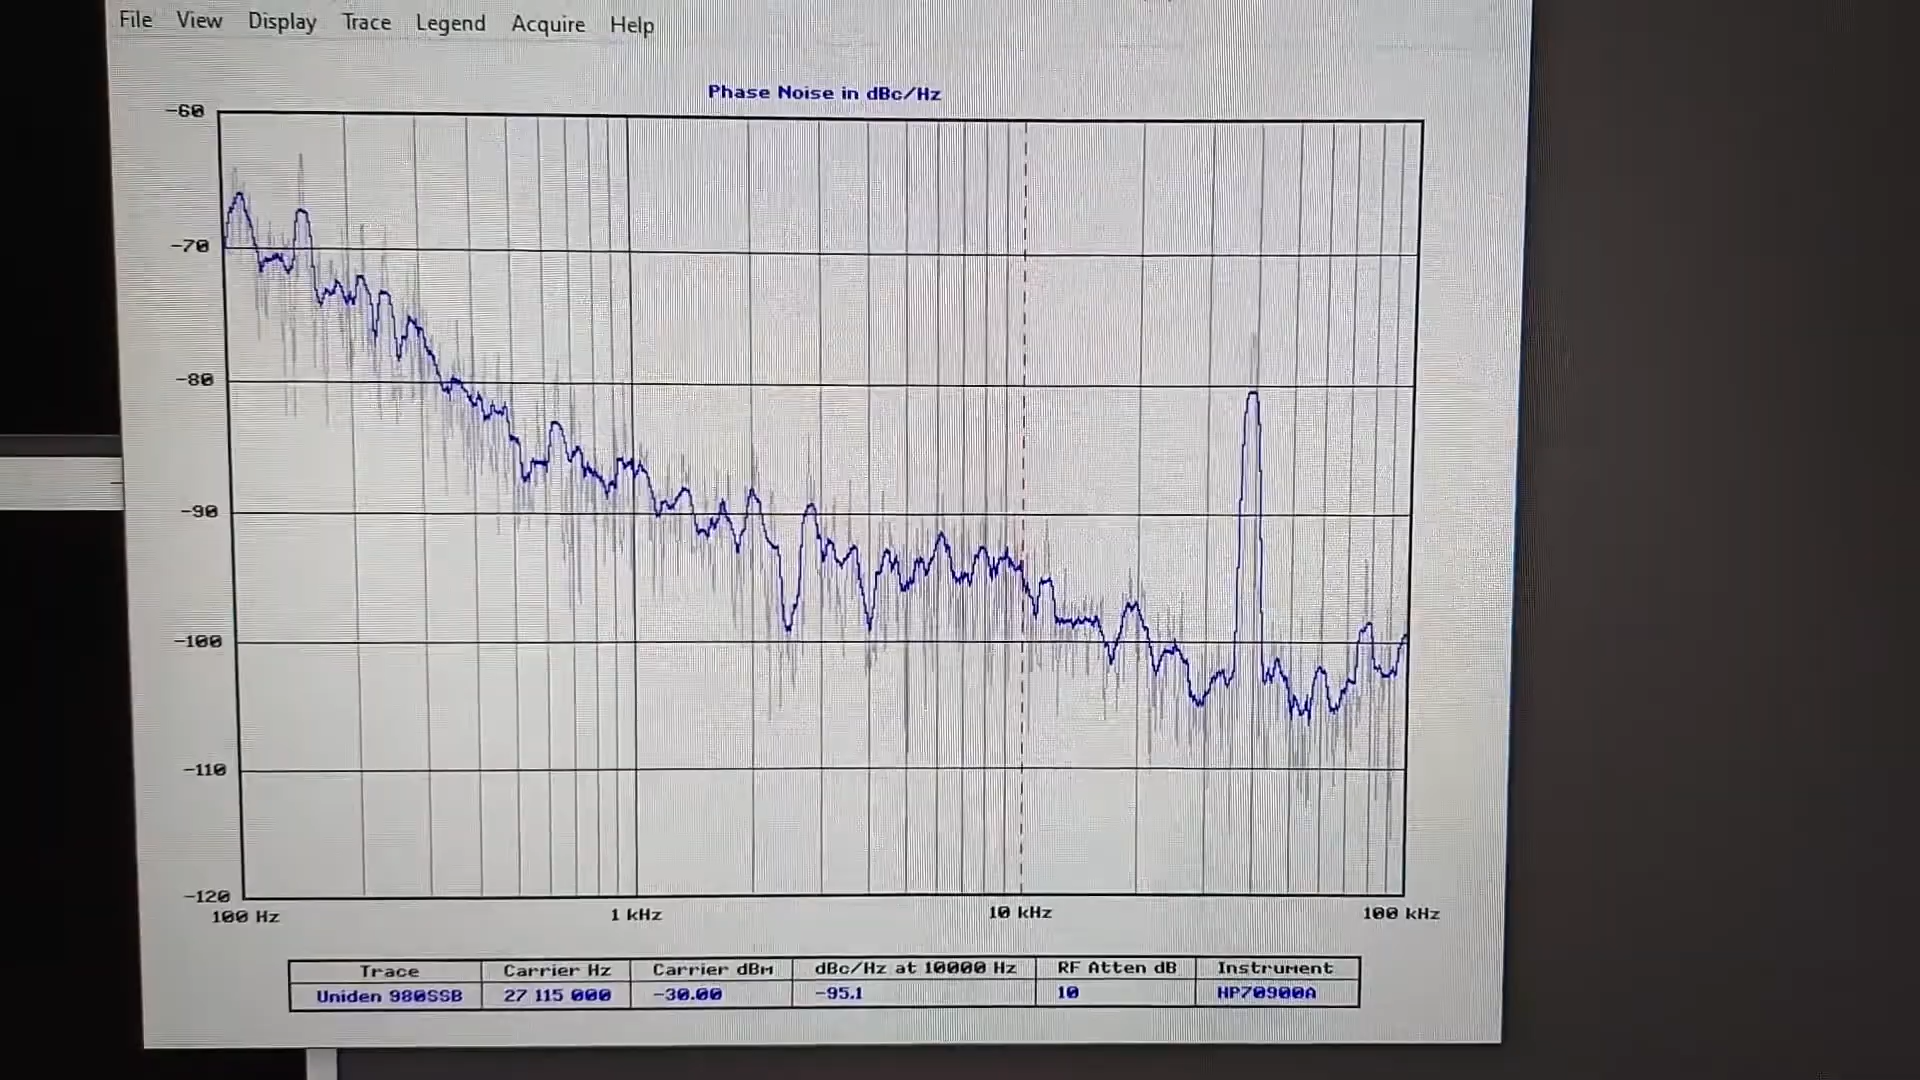 File View Display Trace Legend Acquire Help
Phase Noise in dBc/Hz
-60
-70
-80
-90
-100
-110
-120
100 Hz 1 kHz 10 kHz 100 kHz
Trace Carrier Hz Carrier dBm dBc/Hz at 10000 Hz RF Atten dB Instrument
Uniden 980SSB 27 115 000 -30.00 -95.1 10 HP70900A